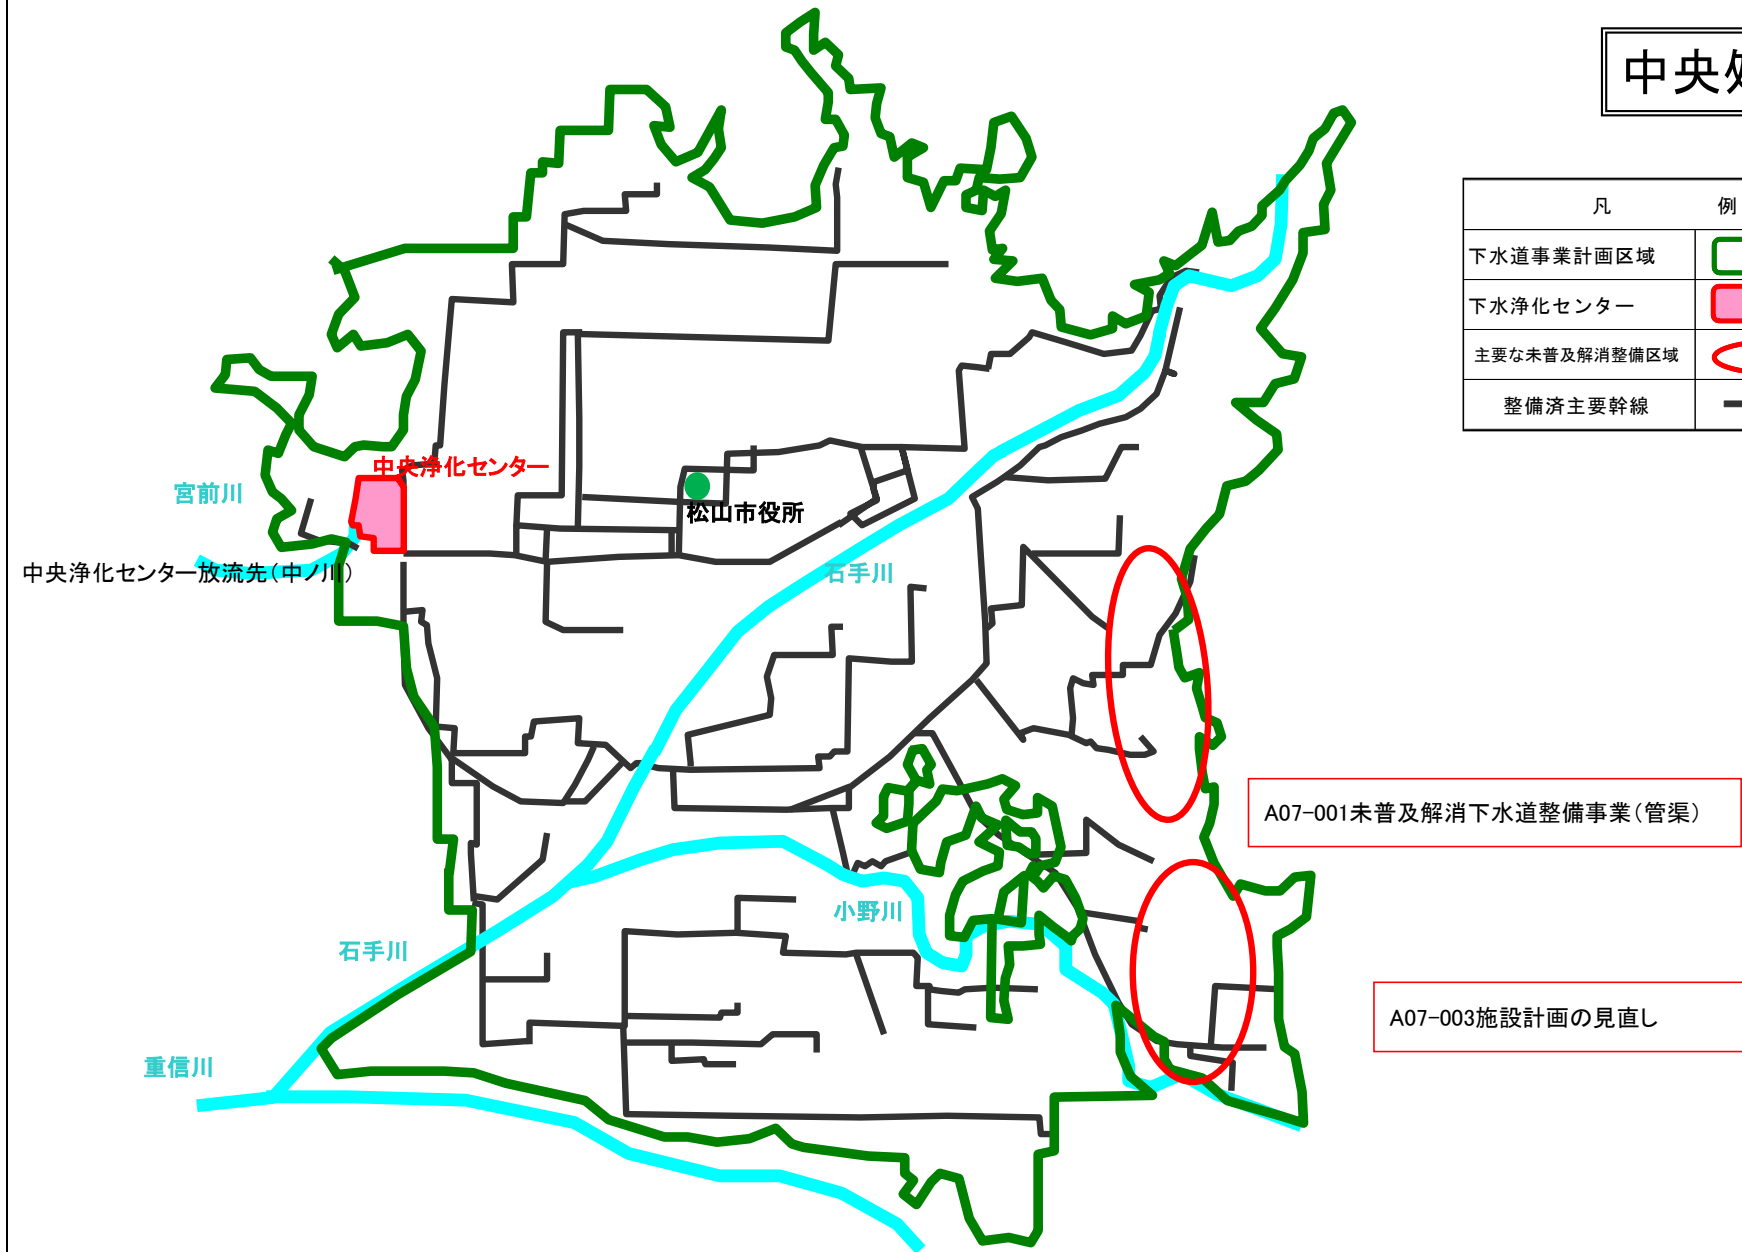 中央処
凡 例
下水道事業計画区域
下水浄化センター
主要な未普及解消整備区域
整備済主要幹線
中央浄化センター
宮前川
松山市役所
中央浄化センター放流先(中ノ川)
石手川
A07-001未普及解消下水道整備事業(管渠)
小野川
石手川
A07-003施設計画の見直し
重信川